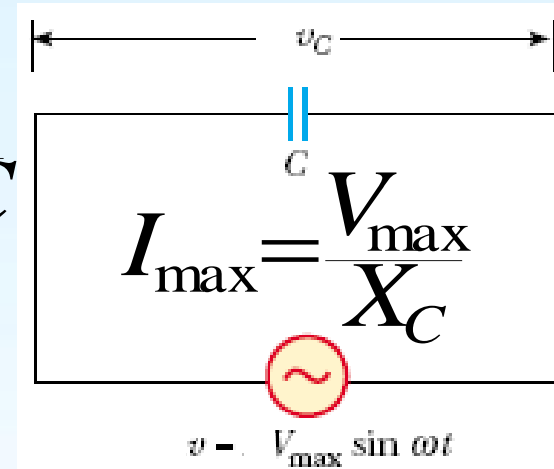 v_C
C
I_max = V_max / X_C
v = V_max sin ωt